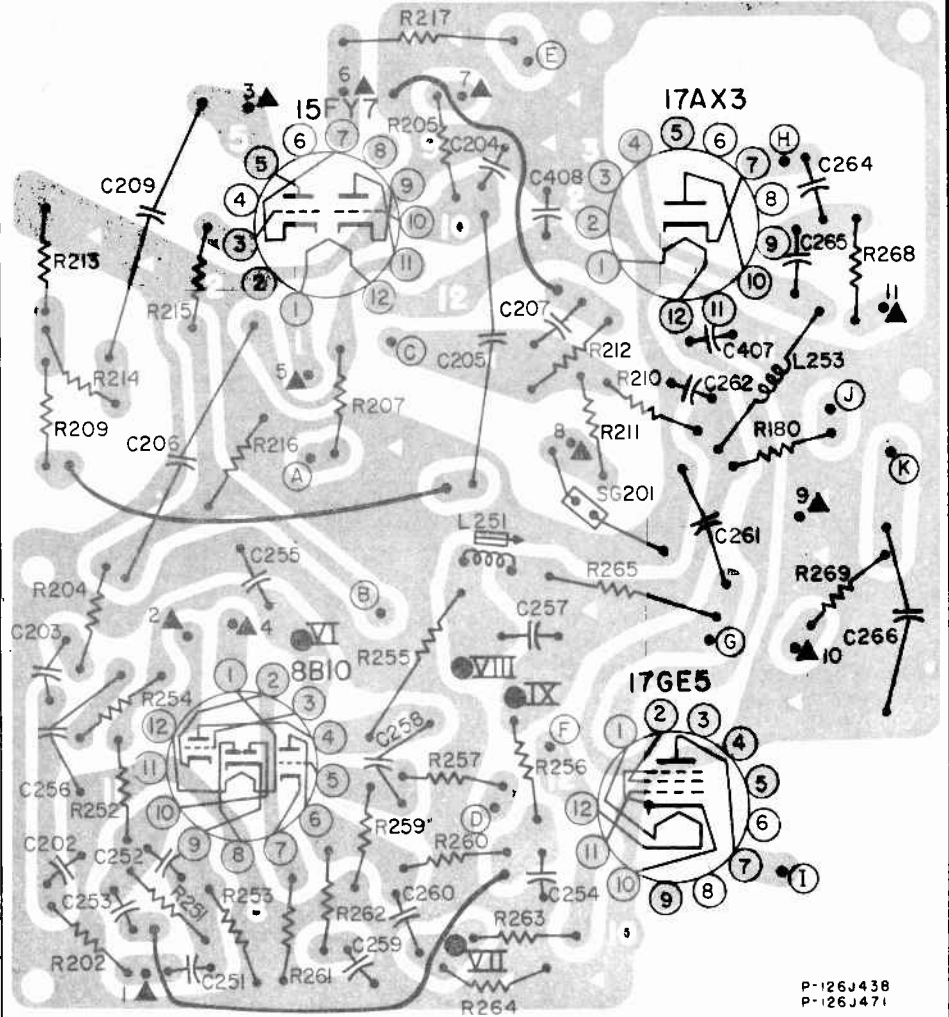 R217
E
3
6
7
15FY7
17AX3
R205
C204
6 7 8 5 4 3 2 1 9 10 11 12
C209
C408
4 5 6 7 3 8 2 9 1 10 12 11
H
C264
C265
R268
R213
R215
12
11
C
C205
C207
R212
C407
L253
R214
5
R207
R210
C262
J
R209
C206
R216
R211
R180
8
A
K
SG201
9
C261
L251
C255
R204
R265
R269
B
C203
2
4
VI
C257
G
10
C266
R255
VIII
8B10
17GE5
IX
R254
1 2 3 4 5 6 7 8 9 10 11 12
C258
F
1 2 3 4 5 6 7 8 9 10 11 12
C256
R252
R257
R256
D
R259
R260
C202
C252
I
C253
R251
R253
R262
C260
C254
R263
R202
C259
VII
1
C251
R261
R264
P-126J438
P-126J471